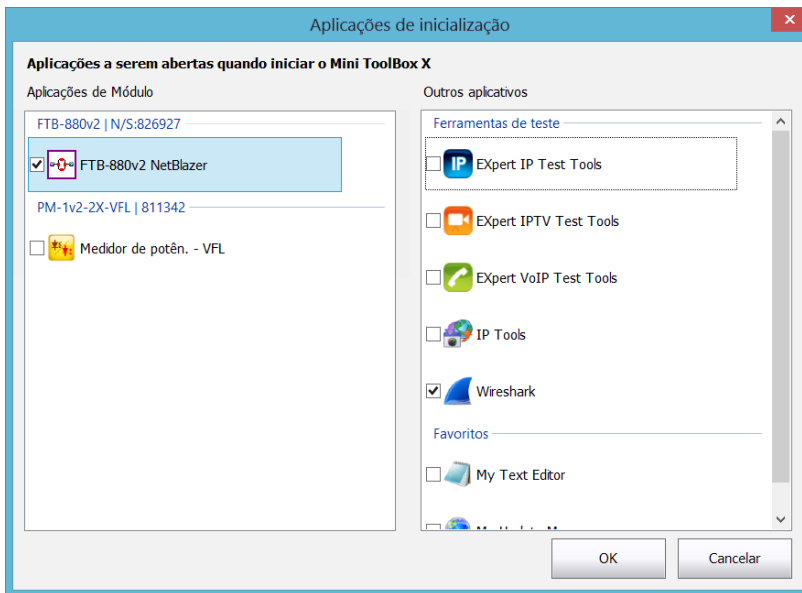 Aplicações de inicialização
Aplicações a serem abertas quando iniciar o Mini ToolBox X
Aplicações de Módulo
FTB-880v2 | N/S:826927
FTB-880v2 NetBlazer
PM-1v2-2X-VFL | 811342
Medidor de potên. - VFL
Outros aplicativos
Ferramentas de teste
IP
EXpert IP Test Tools
EXpert IPTV Test Tools
EXpert VoIP Test Tools
IP Tools
Wireshark
Favoritos
My Text Editor
OK
Cancelar